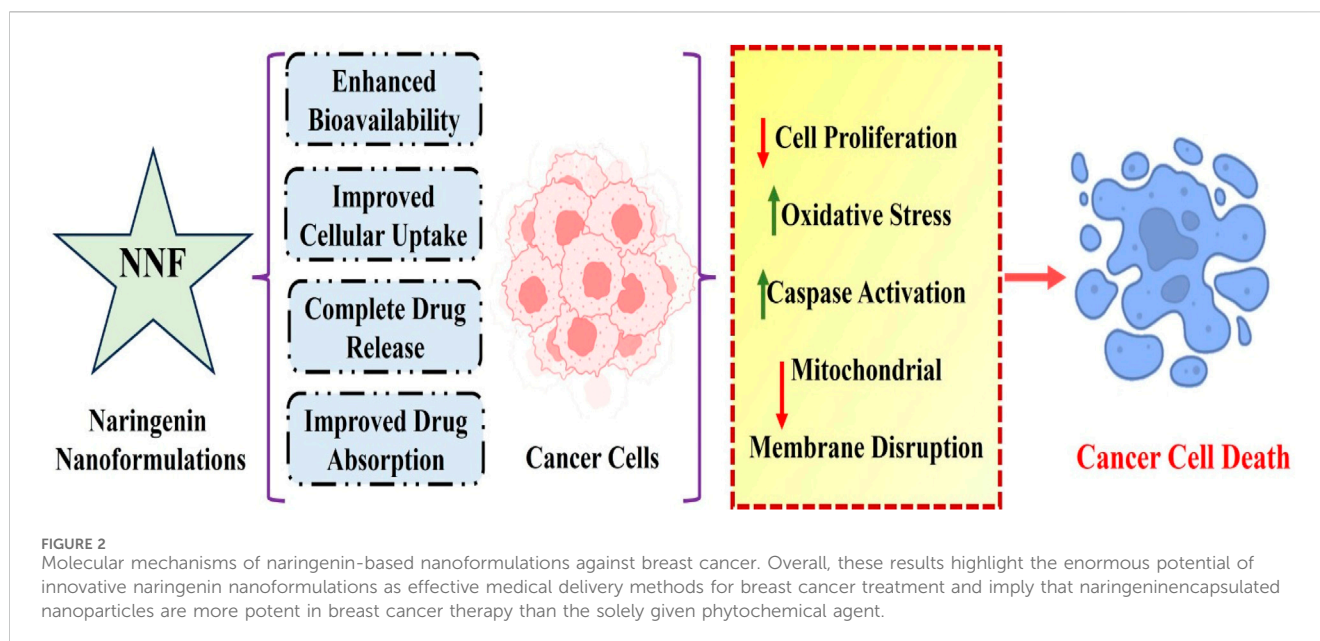 NNF
Naringenin
Nanoformulations
Enhanced
Bioavailability
Improved
Cellular Uptake
Complete Drug
Release
Improved Drug
Absorption
Cancer Cells
Cell Proliferation
Oxidative Stress
Caspase Activation
Mitochondrial
Membrane Disruption
Cancer Cell Death
FIGURE 2
Molecular mechanisms of naringenin-based nanoformulations against breast cancer. Overall, these results highlight the enormous potential of
innovative naringenin nanoformulations as effective medical delivery methods for breast cancer treatment and imply that naringeninencapsulated
nanoparticles are more potent in breast cancer therapy than the solely given phytochemical agent.